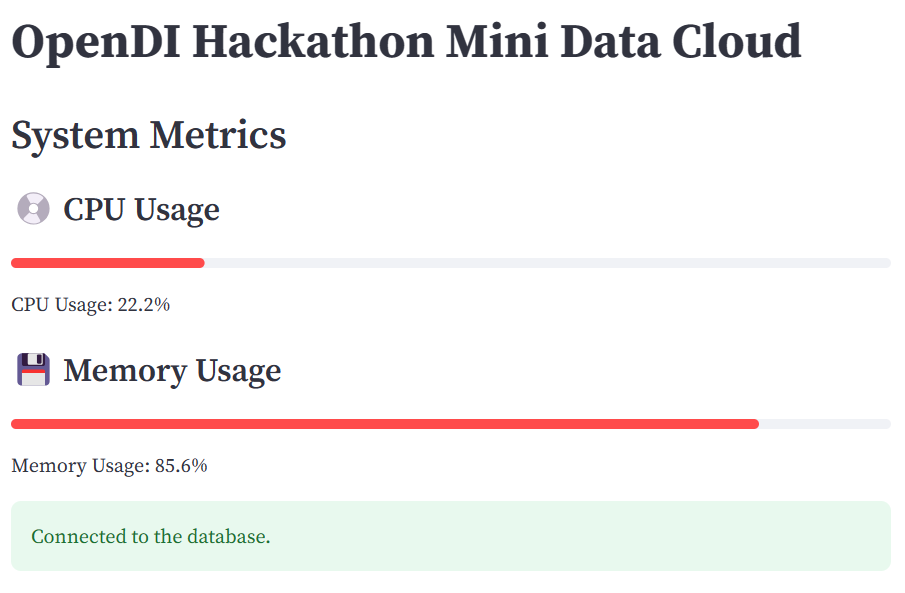 OpenDI Hackathon Mini Data Cloud
System Metrics
CPU Usage
CPU Usage: 22.2%
Memory Usage
Memory Usage: 85.6%
Connected to the database.